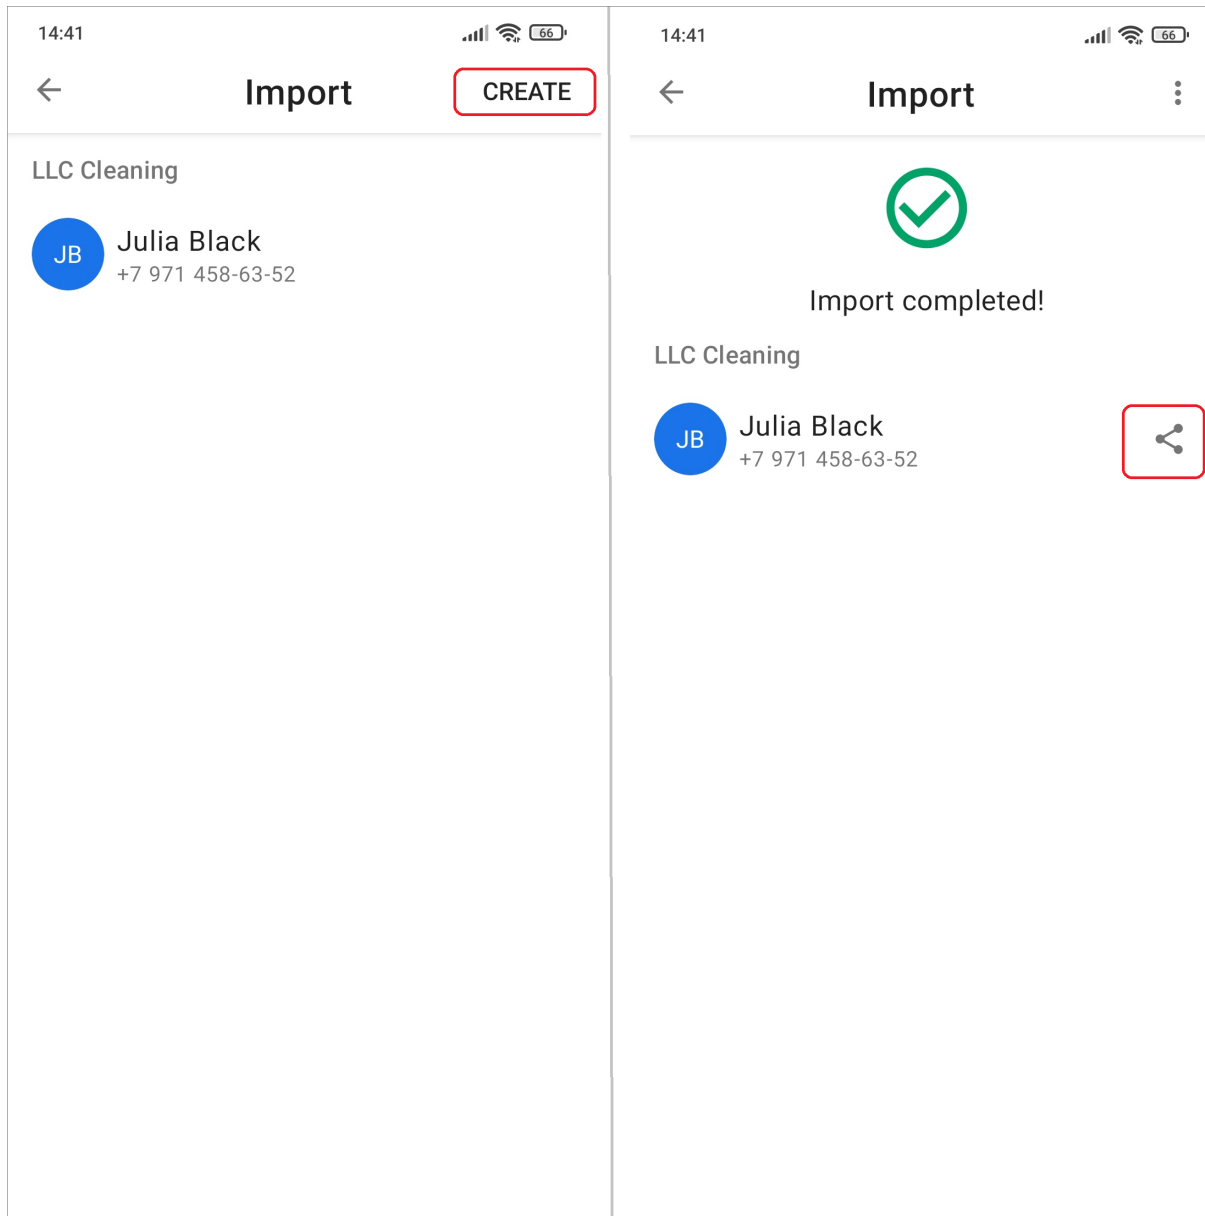 14:41
66
Import
CREATE
LLC Cleaning
JB
Julia Black
+7 971 458-63-52
14:41
66
Import
Import completed!
LLC Cleaning
JB
Julia Black
+7 971 458-63-52